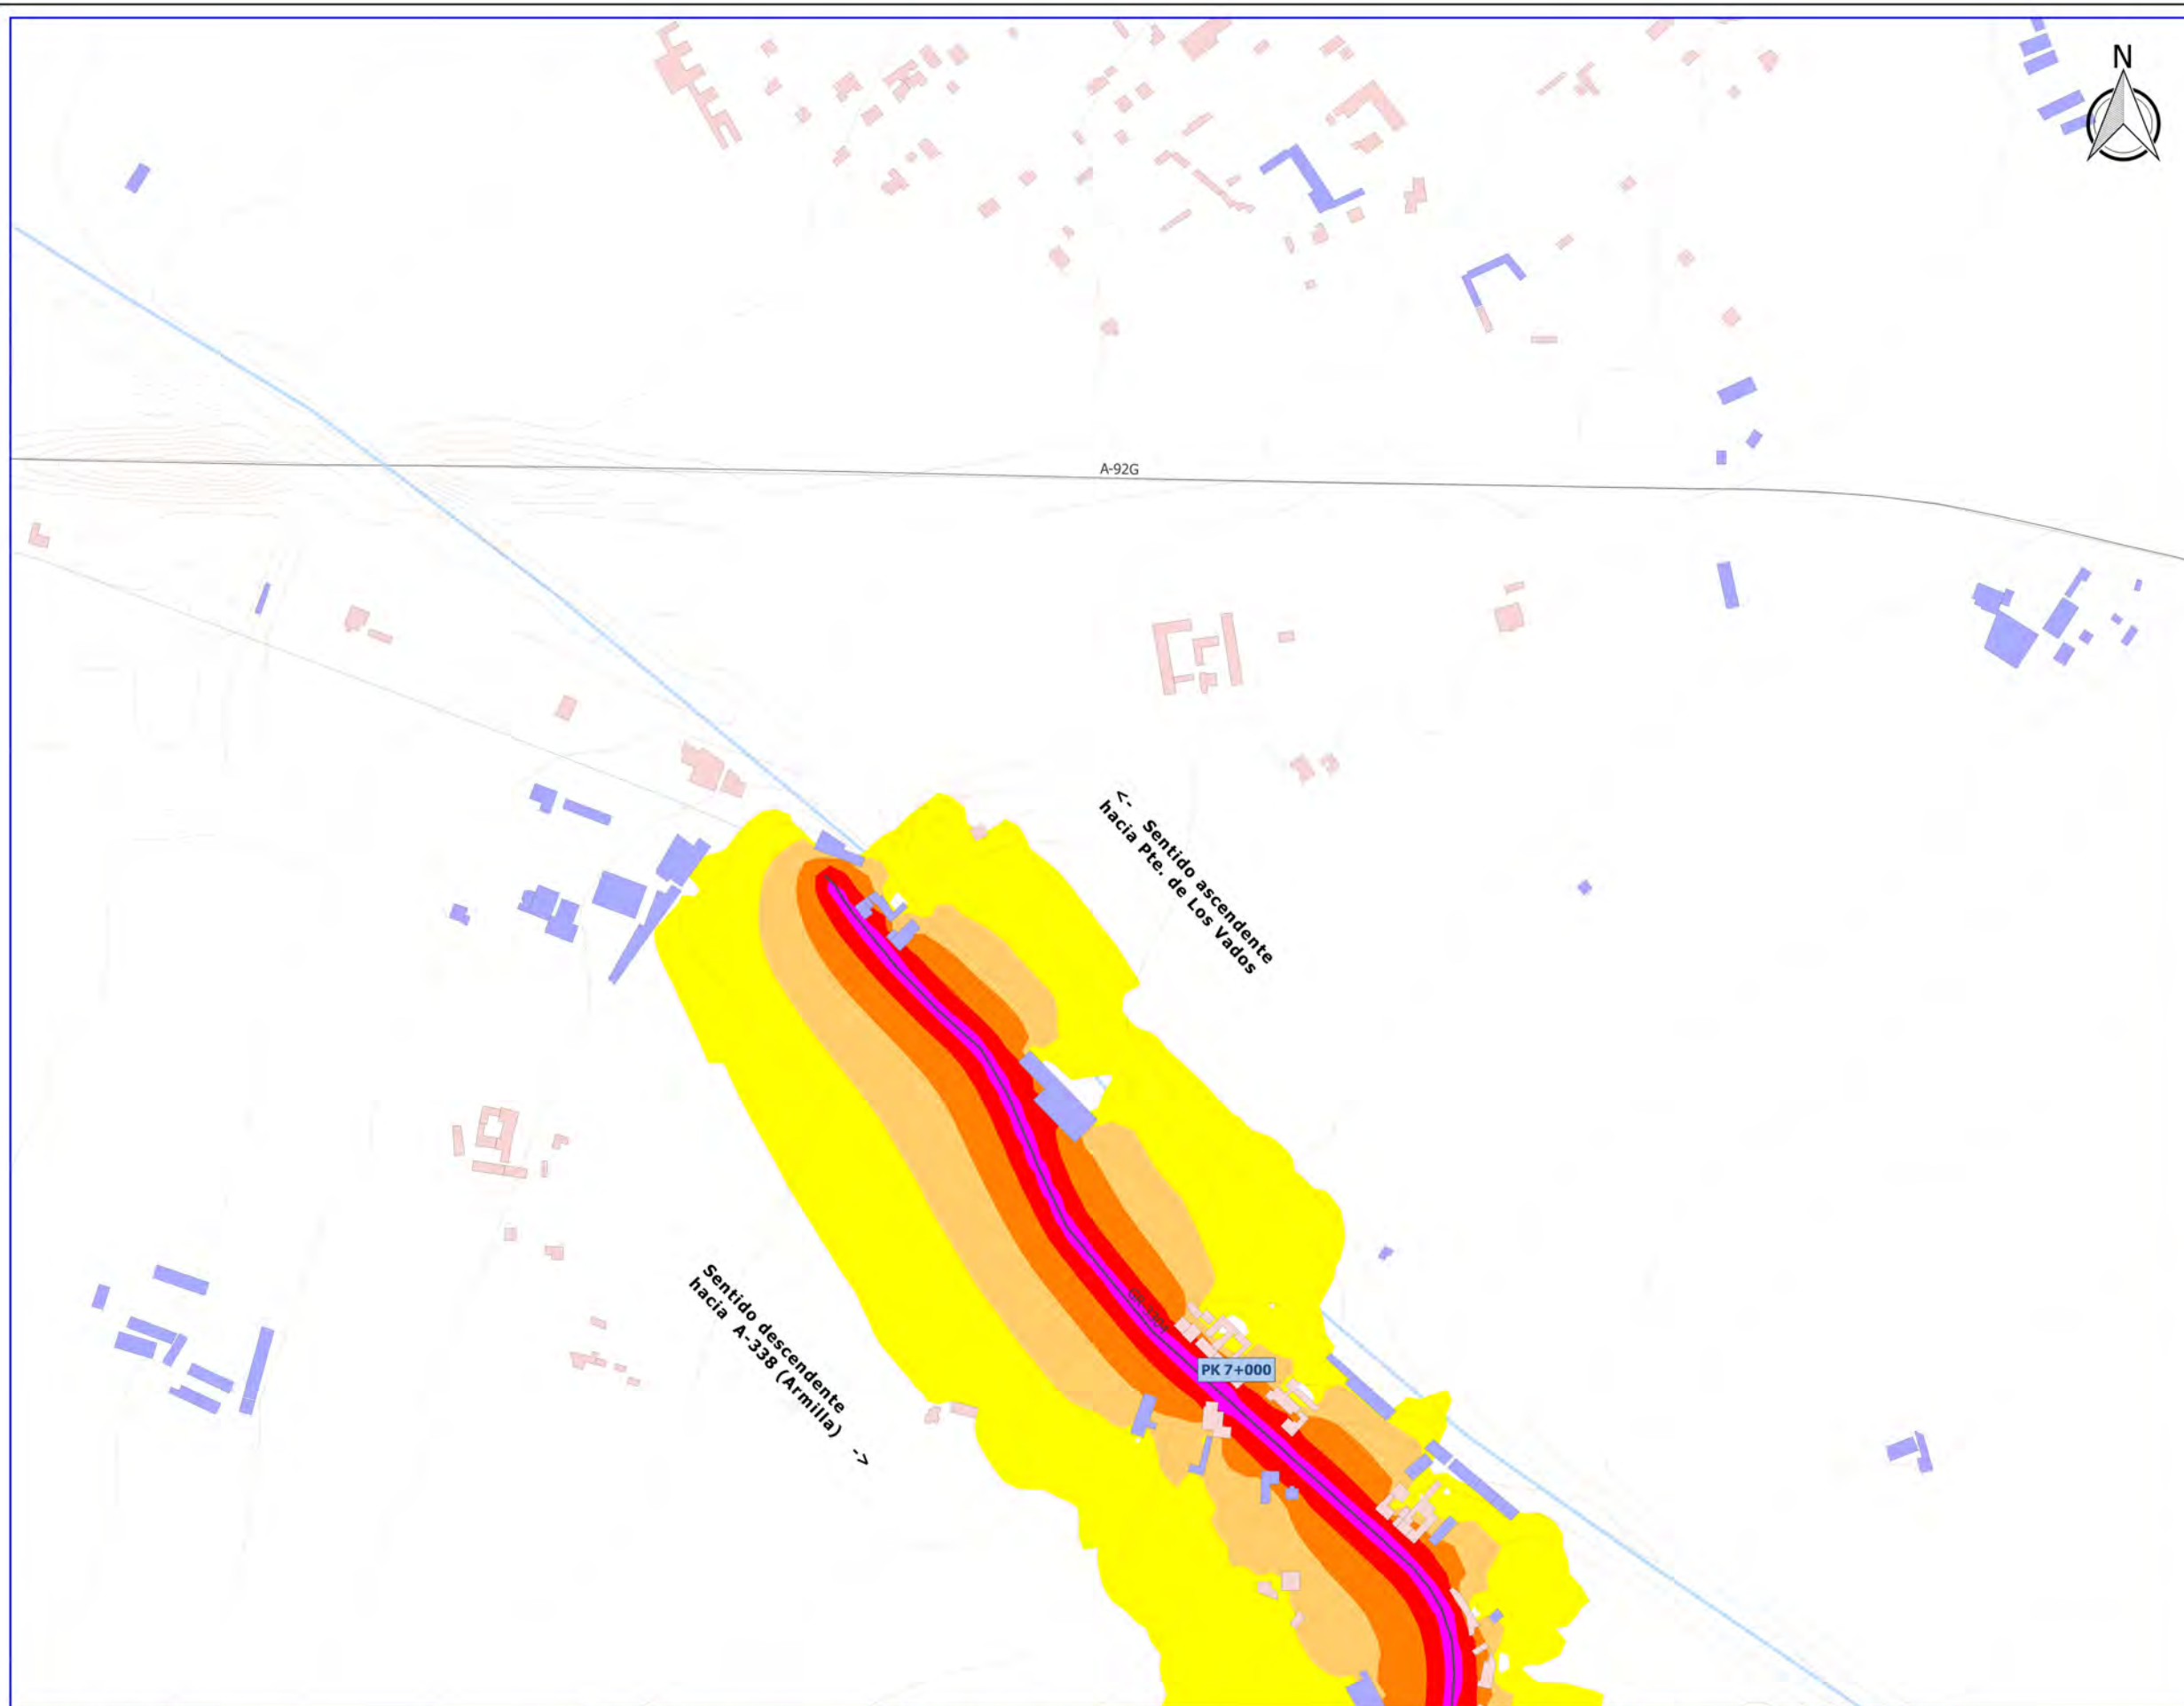 N
A-92G
<- Sentido ascendente
hacia Pte. de Los Vados
Sentido descendente
hacia A-338 (Armilla) ->
PK 7+000